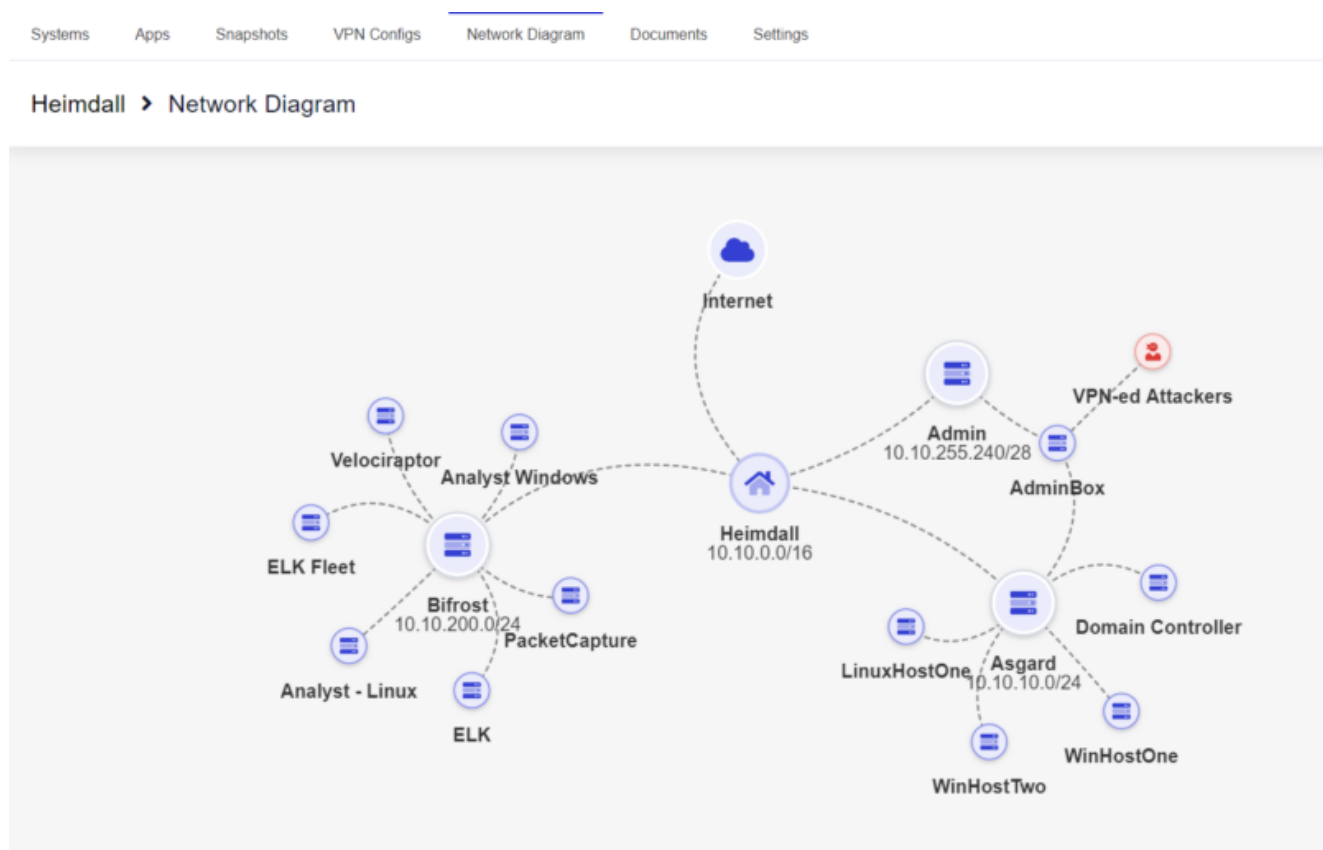 Systems Apps Snapshots VPN Configs Network Diagram Documents Settings
Heimdall > Network Diagram
Internet
VPN-ed Attackers
Admin
10.10.255.240/28
Velociraptor
Analyst Windows
AdminBox
Heimdall
10.10.0.0/16
ELK Fleet
Bifrost
10.10.200.0/24
PacketCapture
Domain Controller
LinuxHostOne
Asgard
10.10.10.0/24
Analyst - Linux
ELK
WinHostOne
WinHostTwo